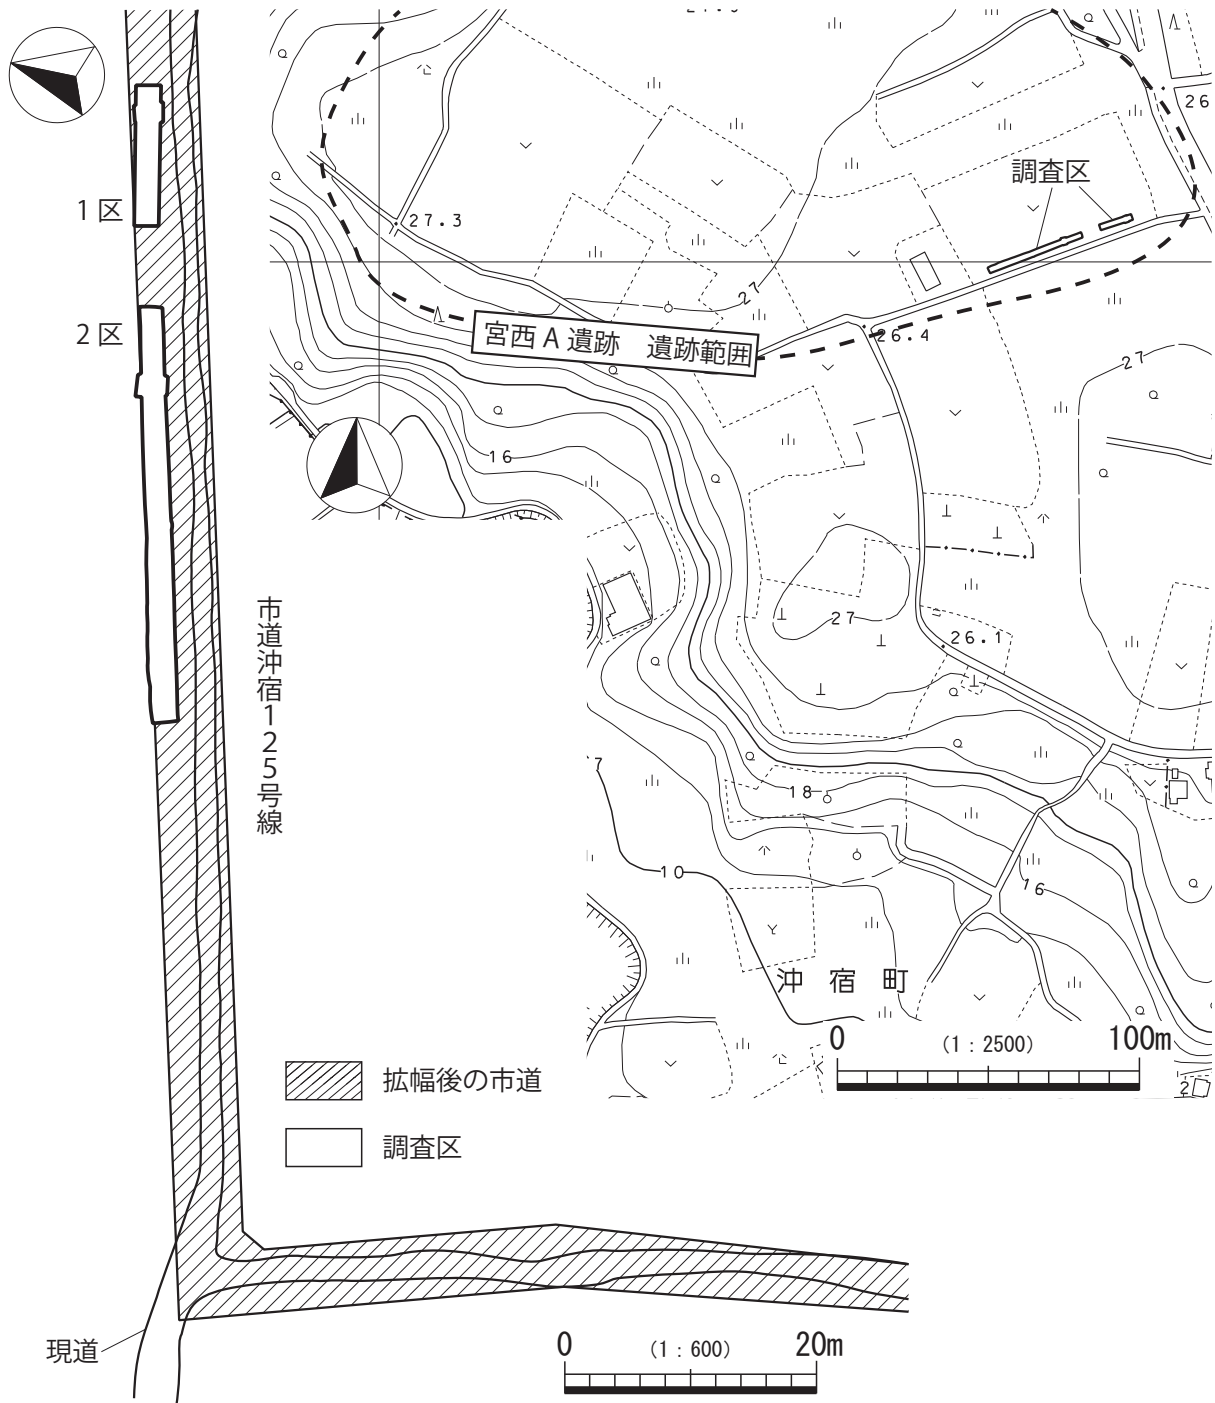 調査区
26
27.3
27
27
宮西 A 遺跡　遺跡範囲
26.4
1 区
2 区
16
市道沖宿125号線
27
26.1
18
10
16
沖 宿 町
0 (1：2500) 100m
2
拡幅後の市道
調査区
現道
0 (1：600) 20m